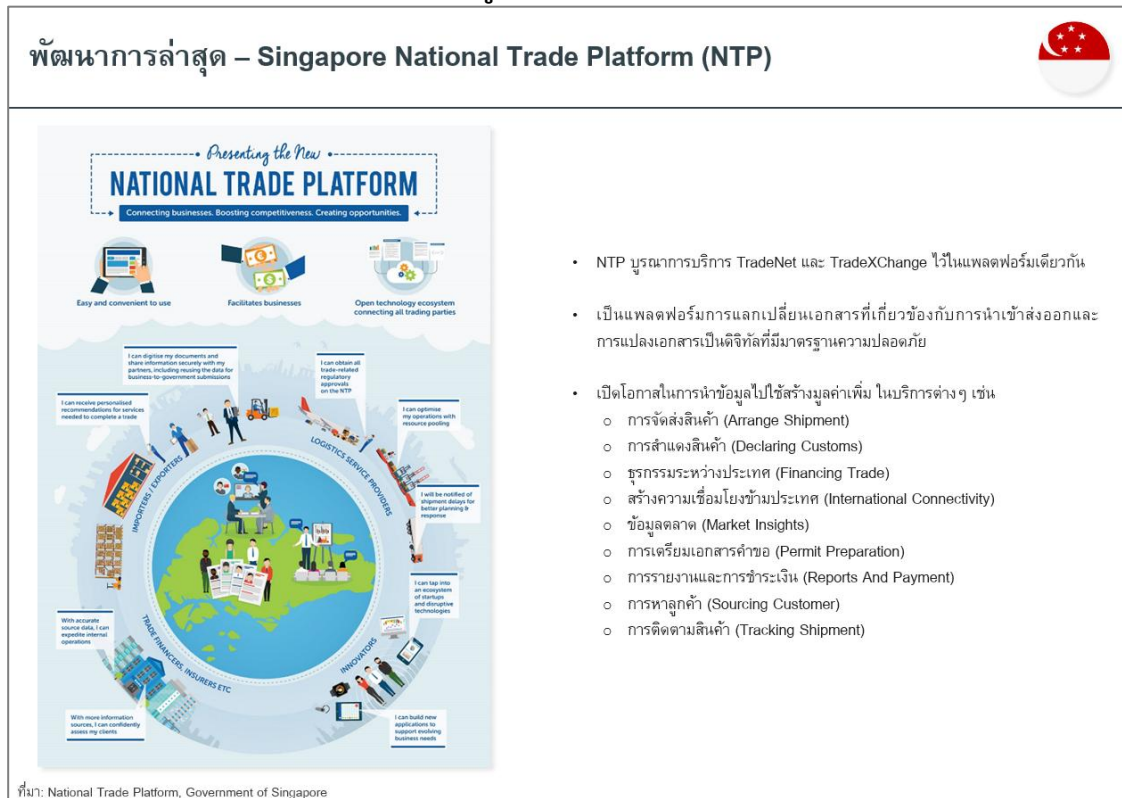 พัฒนาการล่าสุด – Singapore National Trade Platform (NTP)
Presenting the New
NATIONAL TRADE PLATFORM
Connecting businesses. Boosting competitiveness. Creating opportunities.
Easy and convenient to use
Facilitates businesses
Open technology ecosystem
connecting all trading parties
I can digitise my documents and
share information securely with my
partners, including reusing the data for
business-to-government submissions
I can obtain all
trade-related
regulatory
approvals
on the NTP
I can receive personalised
recommendations for services
needed to complete a trade
I can optimise
my operations with
resource pooling
IMPORTERS / EXPORTERS
LOGISTICS SERVICE PROVIDERS
I will be notified of
shipment delays for
better planning &
response
I can tap into
an ecosystem
of startups
and disruptive
technologies
With accurate
source data, I can
expedite internal
operations
TRADE FINANCERS, INSURERS ETC
INNOVATORS
With more information
sources, I can confidently
assess my clients
I can build new
applications to
support evolving
business needs
• NTP บูรณาการบริการ TradeNet และ TradeXChange ไว้ในแพลตฟอร์มเดียวกัน
• เป็นแพลตฟอร์มการแลกเปลี่ยนเอกสารที่เกี่ยวข้องกับการนำเข้าส่งออกและ
การแปลงเอกสารเป็นดิจิทัลที่มีมาตรฐานความปลอดภัย
• เปิดโอกาสในการนำข้อมูลไปใช้สร้างมูลค่าเพิ่ม ในบริการต่างๆ เช่น
o การจัดส่งสินค้า (Arrange Shipment)
o การสำแดงสินค้า (Declaring Customs)
o ธุรกรรมระหว่างประเทศ (Financing Trade)
o สร้างความเชื่อมโยงข้ามประเทศ (International Connectivity)
o ข้อมูลตลาด (Market Insights)
o การเตรียมเอกสารคำขอ (Permit Preparation)
o การรายงานและการชำระเงิน (Reports And Payment)
o การหาลูกค้า (Sourcing Customer)
o การติดตามสินค้า (Tracking Shipment)
ที่มา: National Trade Platform, Government of Singapore